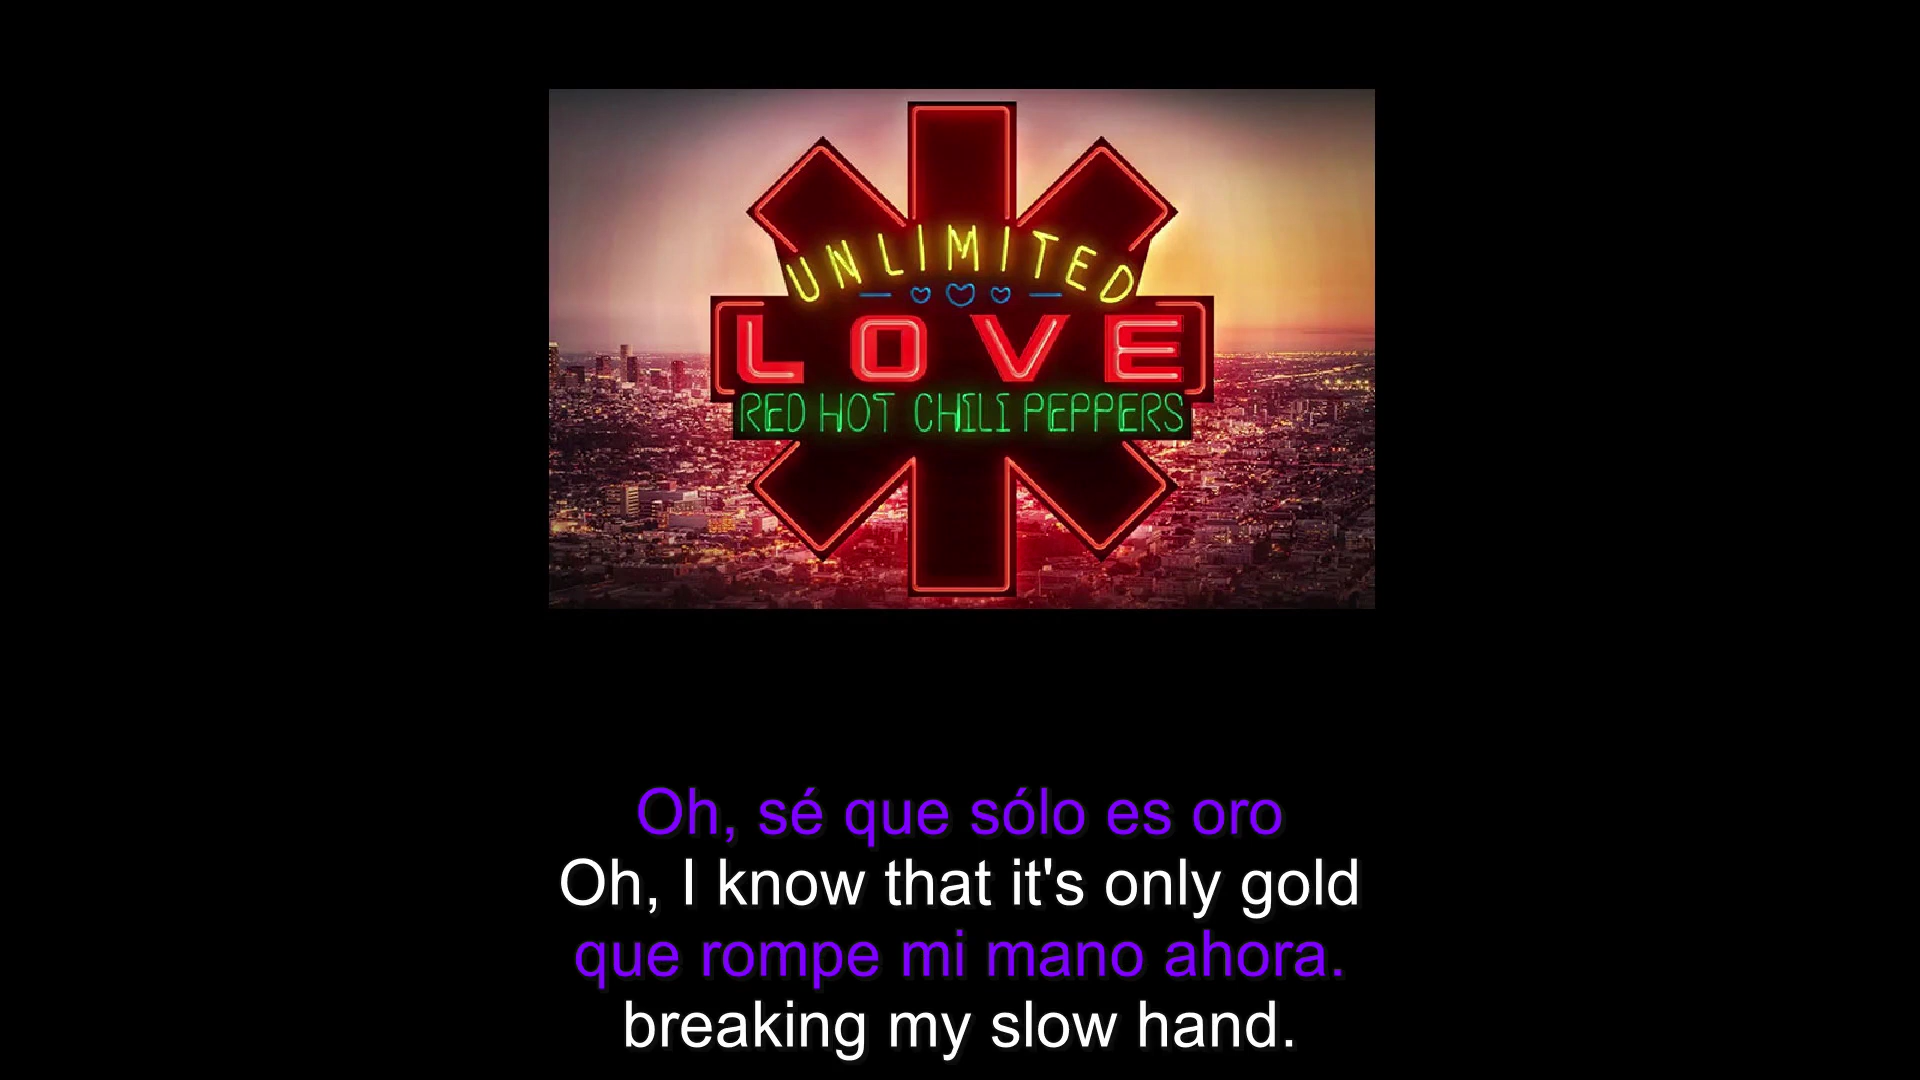 UNLIMITED
LOVE
RED HOT CHILI PEPPERS
Oh, sé que sólo es oro
Oh, I know that it's only gold
que rompe mi mano ahora.
breaking my slow hand.